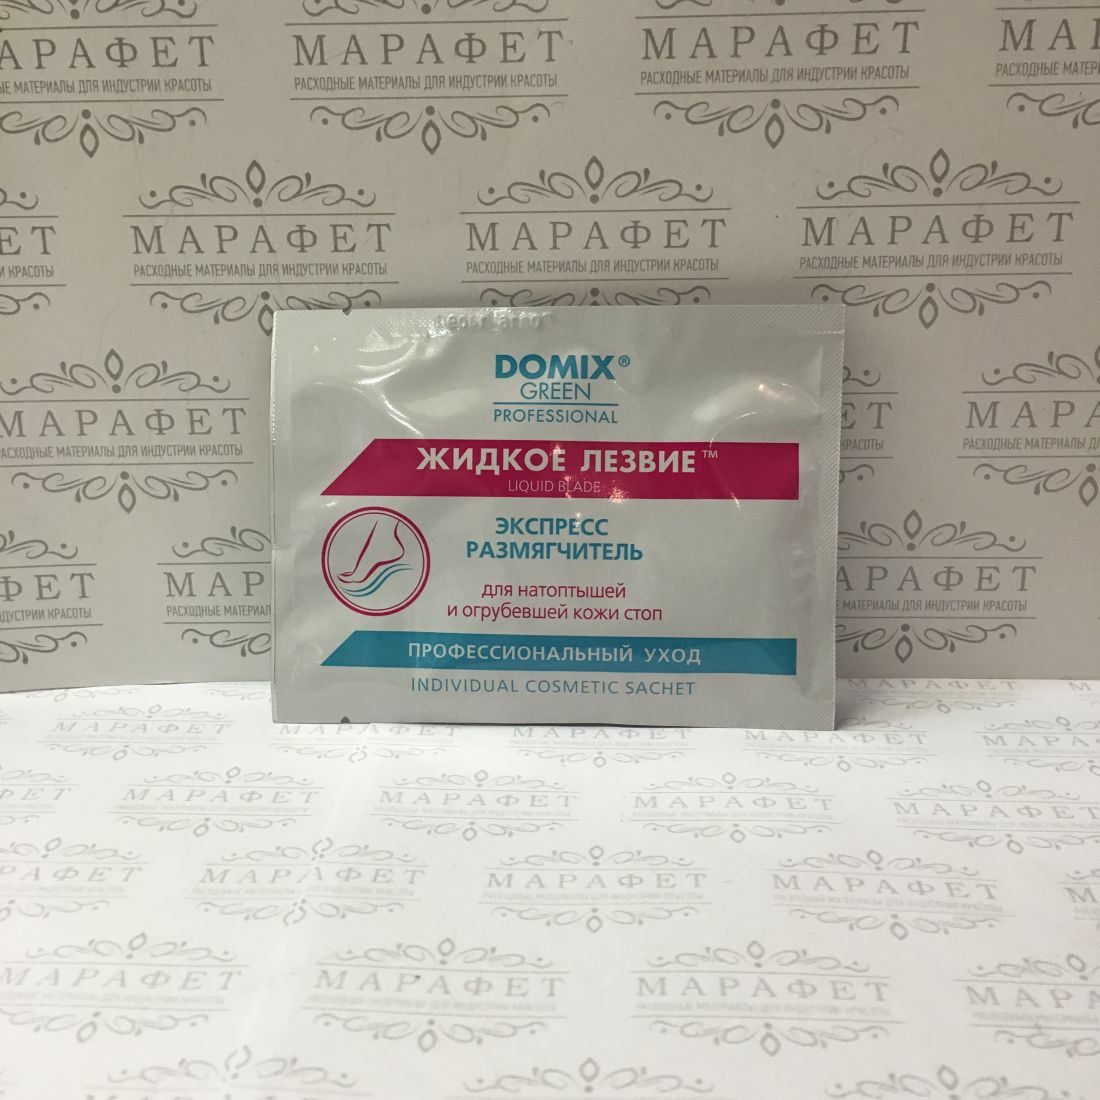 МАРАФЕТ
РАСХОДНЫЕ МАТЕРИАЛЫ ДЛЯ ИНДУСТРИИ КРАСОТЫ
DOMIX®
GREEN
PROFESSIONAL
ЖИДКОЕ ЛЕЗВИЕ™
LIQUID BLADE
ЭКСПРЕСС
РАЗМЯГЧИТЕЛЬ
для натоптышей
и огрубевшей кожи стоп
ПРОФЕССИОНАЛЬНЫЙ УХОД
INDIVIDUAL COSMETIC SACHET